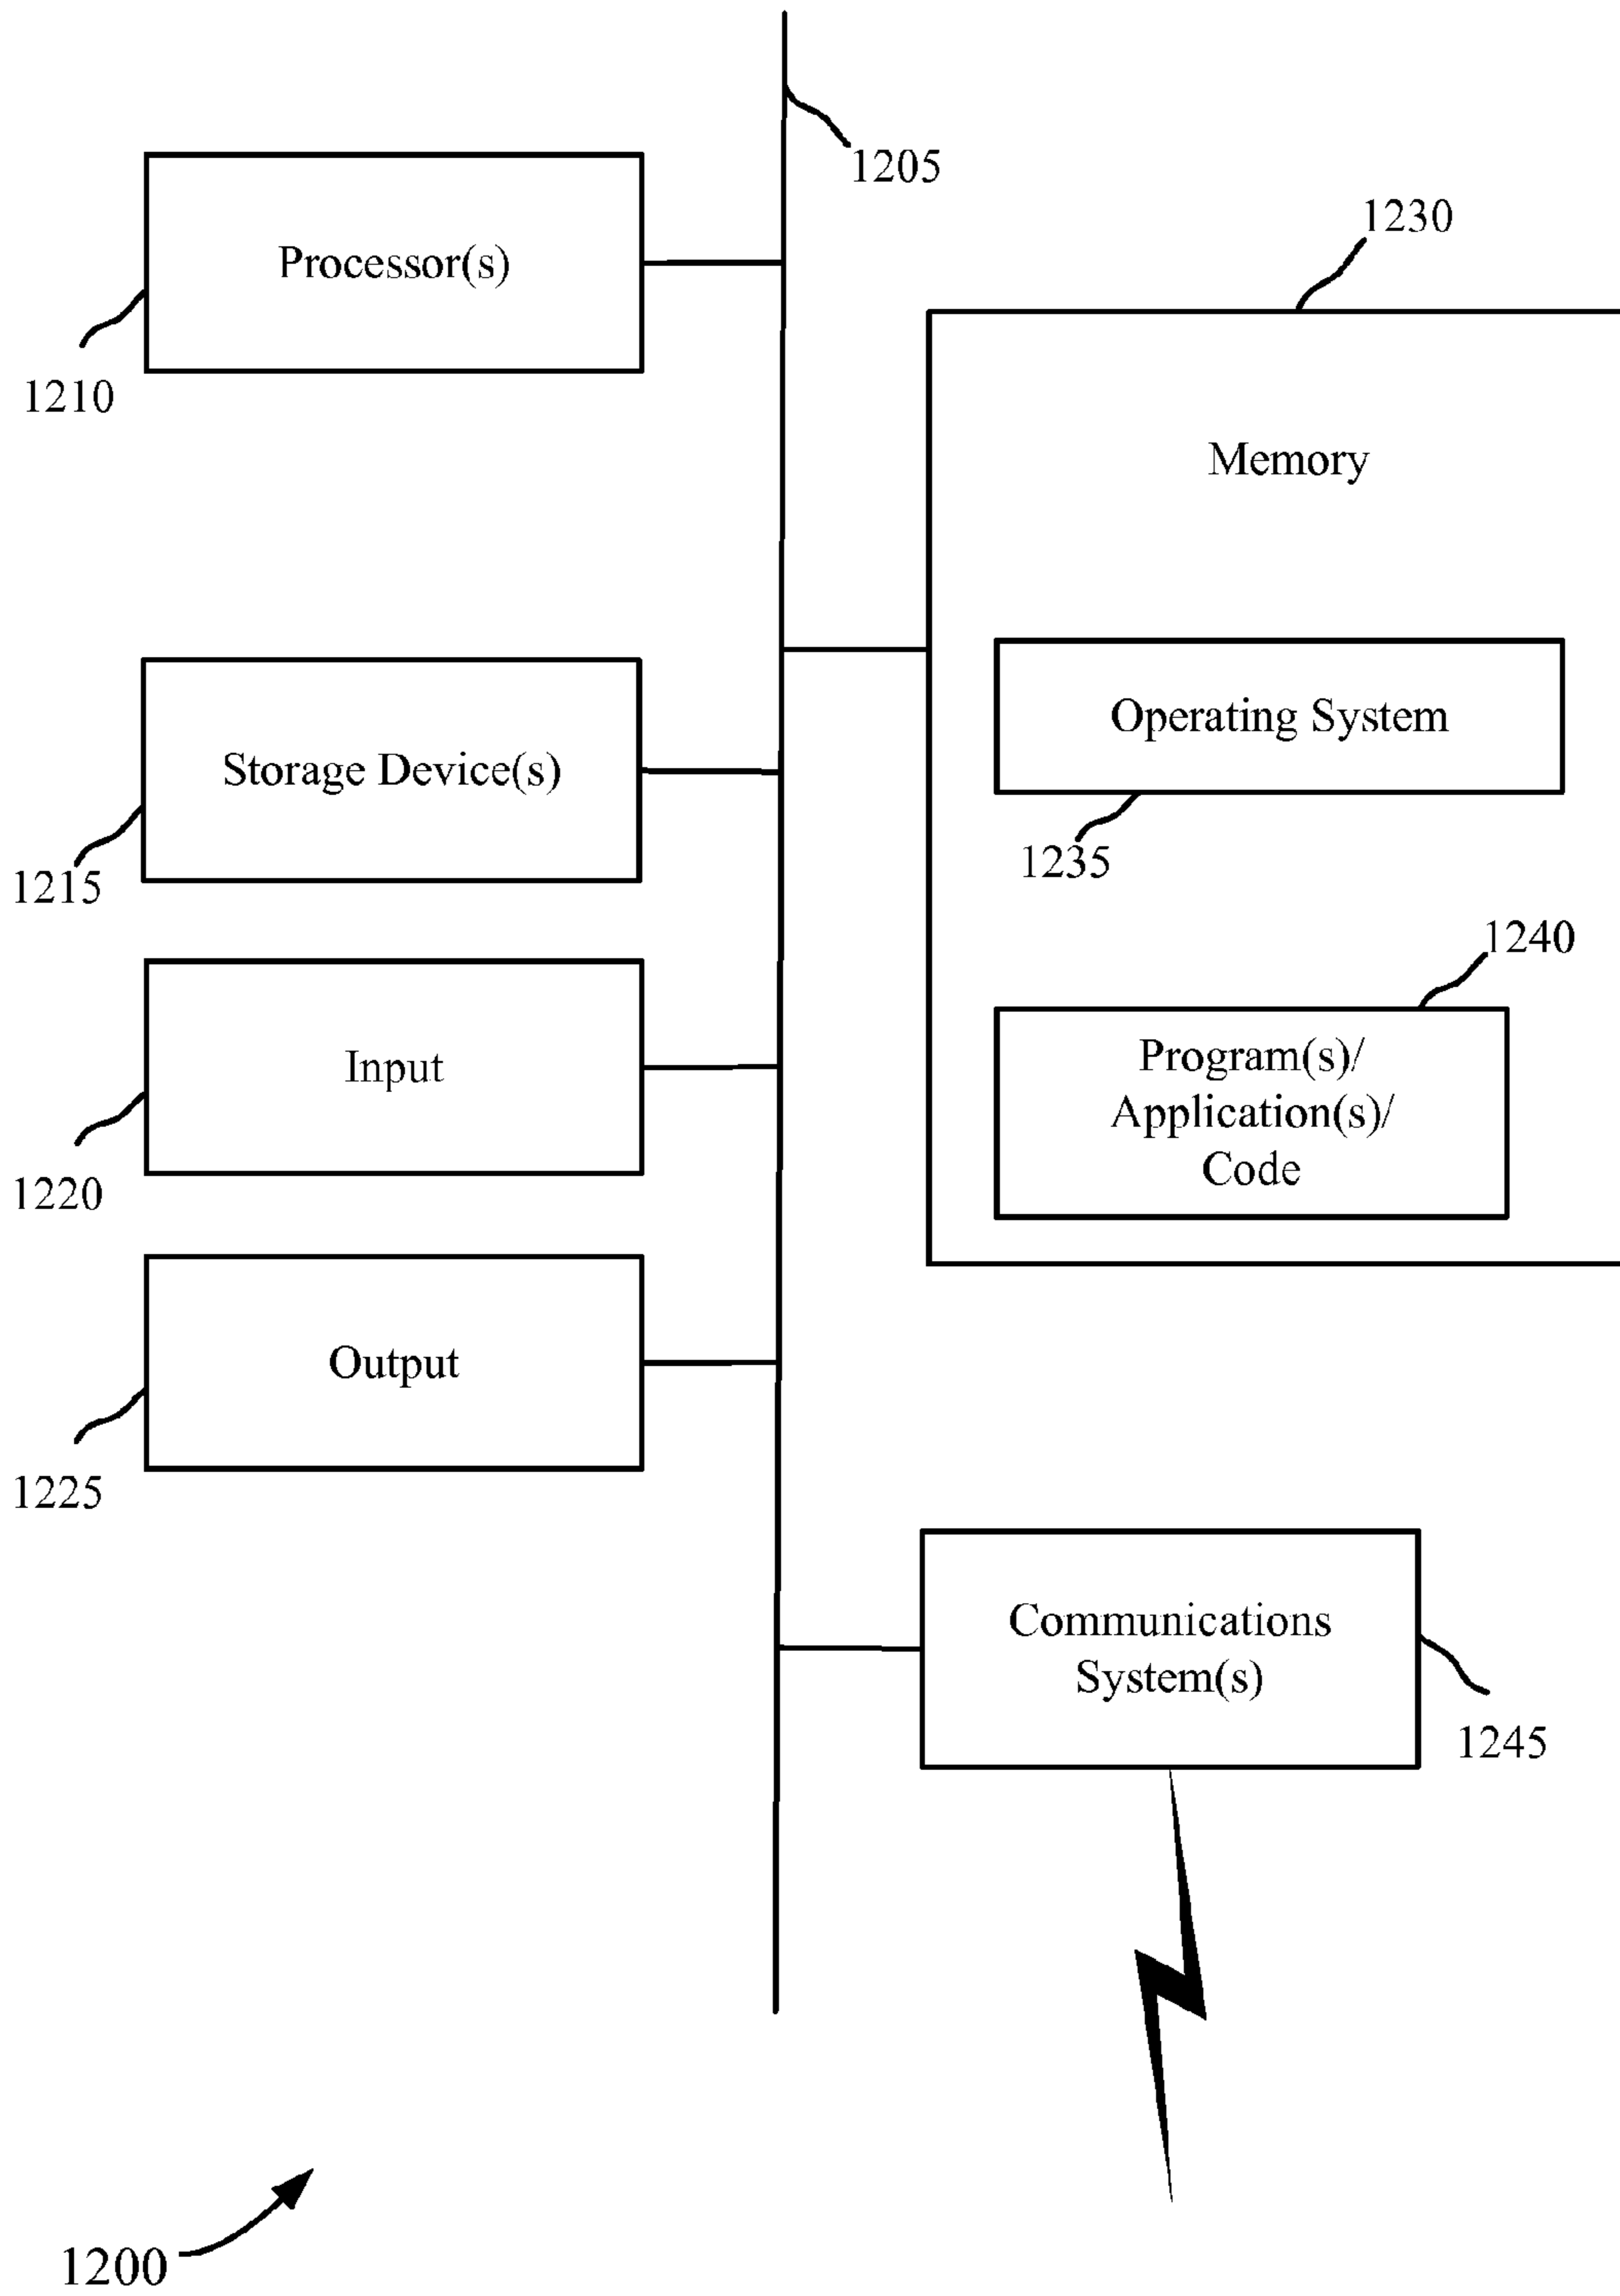 1205
Processor(s)
1210
1230
Memory
Operating System
1235
Storage Device(s)
1215
1240
Program(s)/
Application(s)/
Code
Input
1220
Output
1225
Communications
System(s)
1245
1200